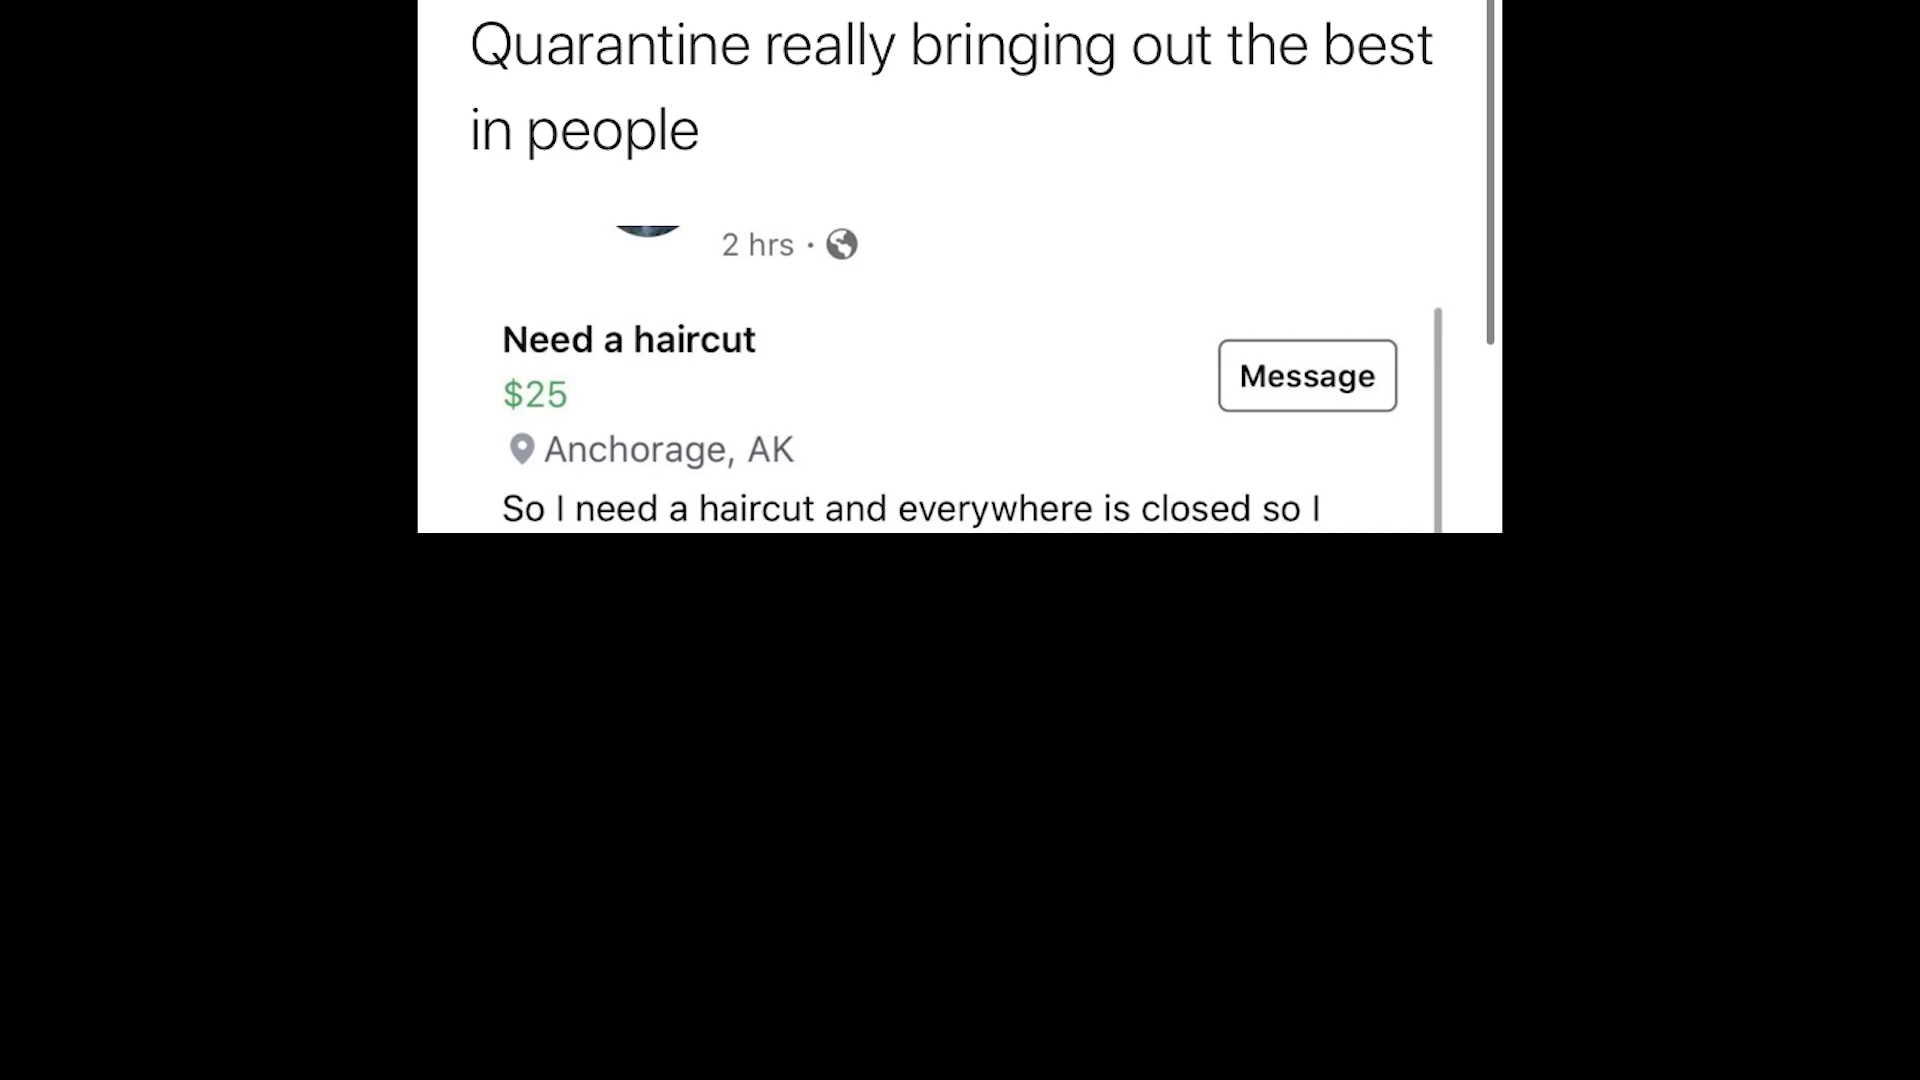 Quarantine really bringing out the best
in people
2 hrs ·
Need a haircut
$25
Message
Anchorage, AK
So I need a haircut and everywhere is closed so I